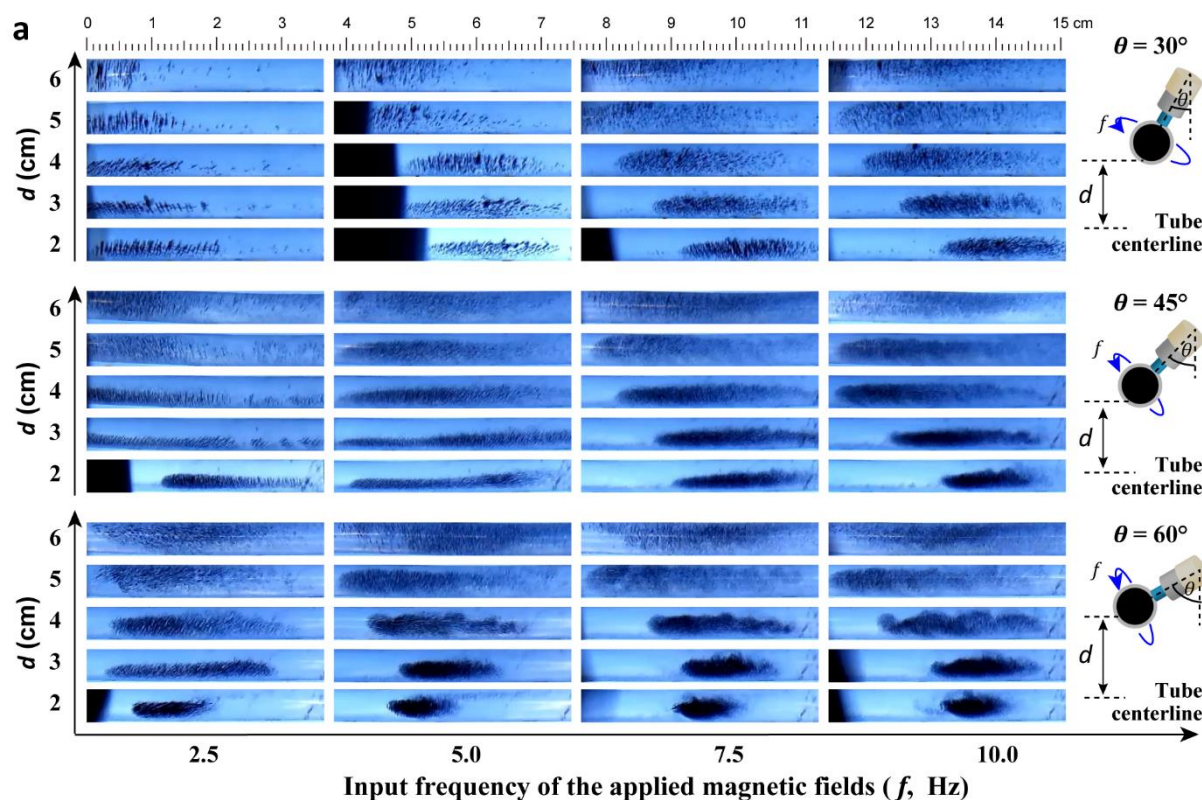 a
0 1 2 3 4 5 6 7 8 9 10 11 12 13 14 15 cm
θ = 30°
6
5
4
3
2
d (cm)
θ
f
d
Tube
centerline
θ = 45°
6
5
4
3
2
d (cm)
θ
f
d
Tube
centerline
θ = 60°
6
5
4
3
2
d (cm)
θ
f
d
Tube
centerline
2.5 5.0 7.5 10.0
Input frequency of the applied magnetic fields (f, Hz)